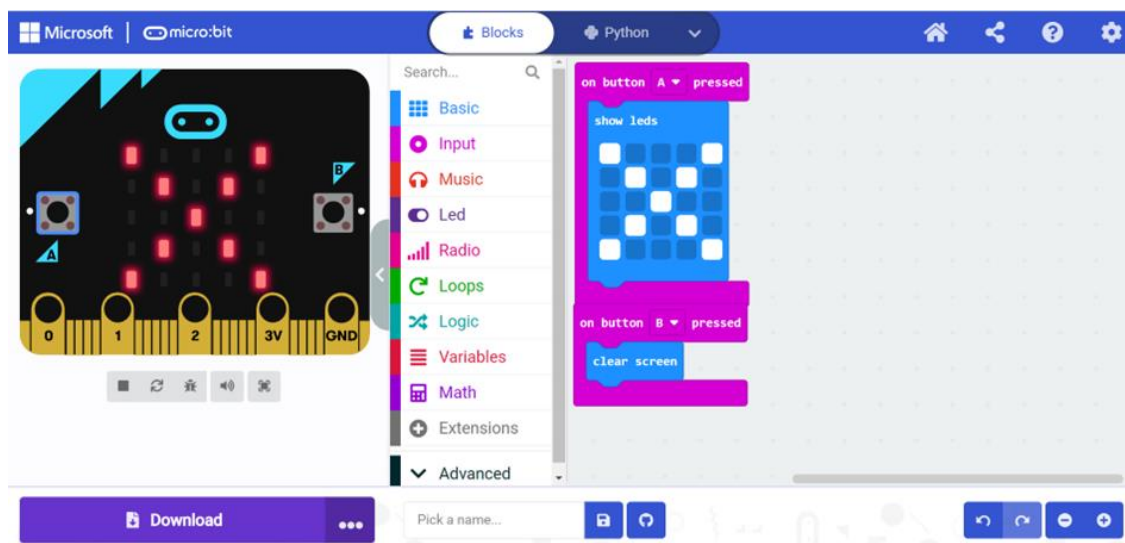 Microsoft | micro:bit
Blocks
Python
A
B
0 1 2 3V GND
Search...
Basic
Input
Music
Led
Radio
Loops
Logic
Variables
Math
Extensions
Advanced
on button A pressed
show leds
on button B pressed
clear screen
Download
Pick a name...